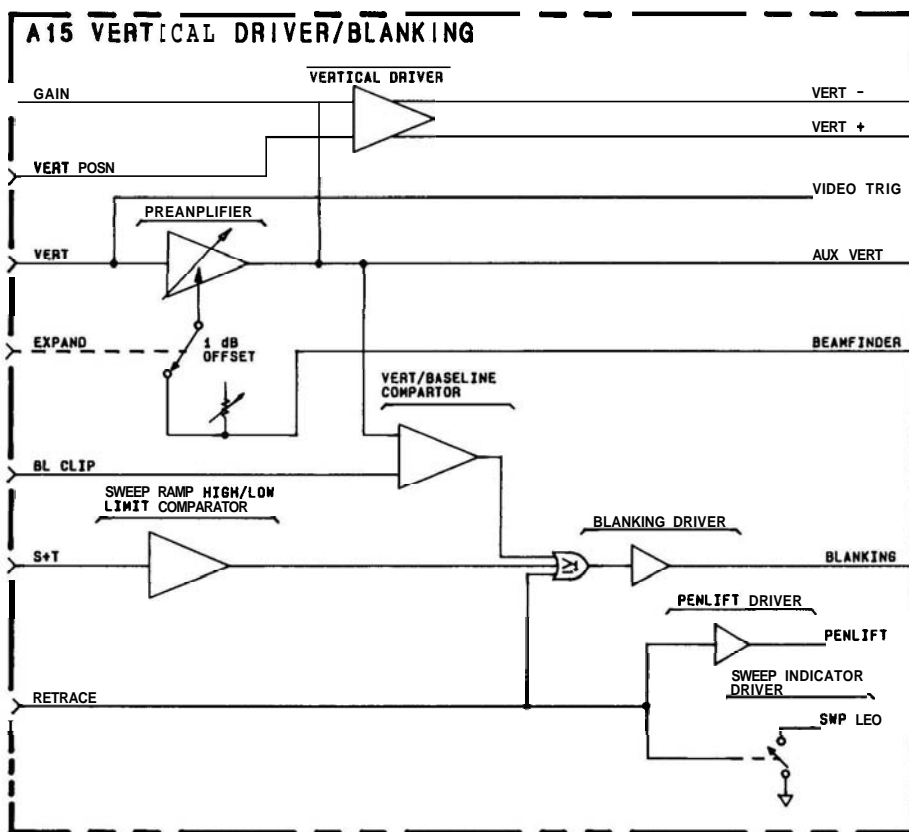 A15 VERTICAL DRIVER/BLANKING
VERTICAL DRIVER
GAIN
VERT -
VERT +
VERT POSN
VIDEO TRIG
PREANPLIFIER
VERT
AUX VERT
EXPAND
1 dB
OFFSET
BEAMFINDER
VERT/BASELINE
COMPARTOR
BL CLIP
SWEEP RAMP HIGH/LOW
LIMIT COMPARATOR
BLANKING DRIVER
S+T
≥1
BLANKING
PENLIFT DRIVER
PENLIFT
SWEEP INDICATOR
DRIVER
RETRACE
SWP LEO